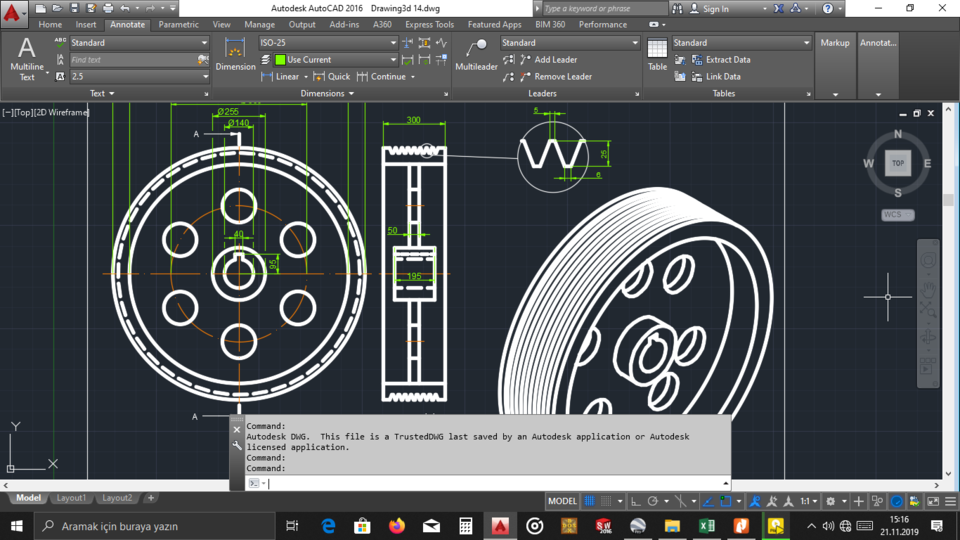 Autodesk AutoCAD 2016 Drawing3d 14.dwg
Type a keyword or phrase
Sign In
Home Insert Annotate Parametric View Manage Output Add-ins A360 Express Tools Featured Apps BIM 360 Performance
A
Multiline
Text
ABC
Standard
Find text
2.5
Text
Dimension
ISO-25
Use Current
Linear
Quick
Continue
Dimensions
Multileader
Standard
Add Leader
Remove Leader
Leaders
Table
Standard
Extract Data
Link Data
Tables
Markup
Annotat...
[−][Top][2D Wireframe]
Ø255
Ø140
A
300
6
25
6
40
95
50
195
A
N
W TOP E
S
WCS
Y
X
Command:
Autodesk DWG. This file is a TrustedDWG last saved by an Autodesk application or Autodesk
licensed application.
Command:
Command:
Model Layout1 Layout2 +
MODEL
1:1
Aramak için buraya yazın
15:16
21.11.2019